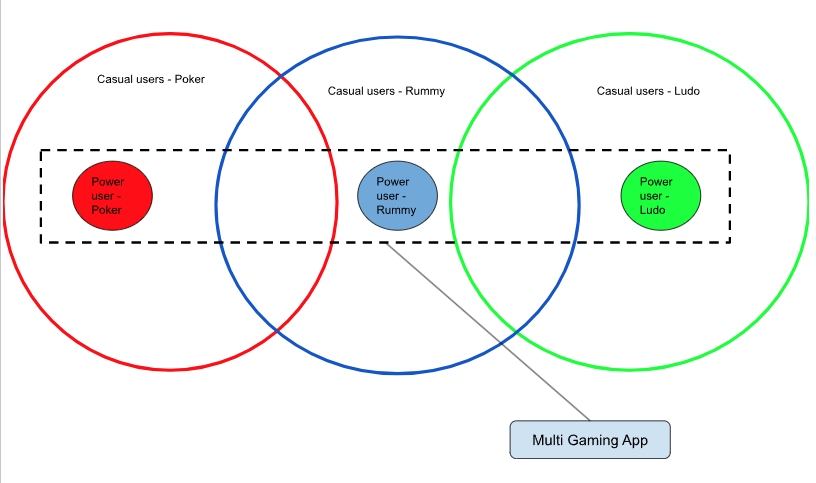 Casual users - Poker
Casual users - Rummy
Casual users - Ludo
Power
user -
Poker
Power
user -
Rummy
Power
user -
Ludo
Multi Gaming App